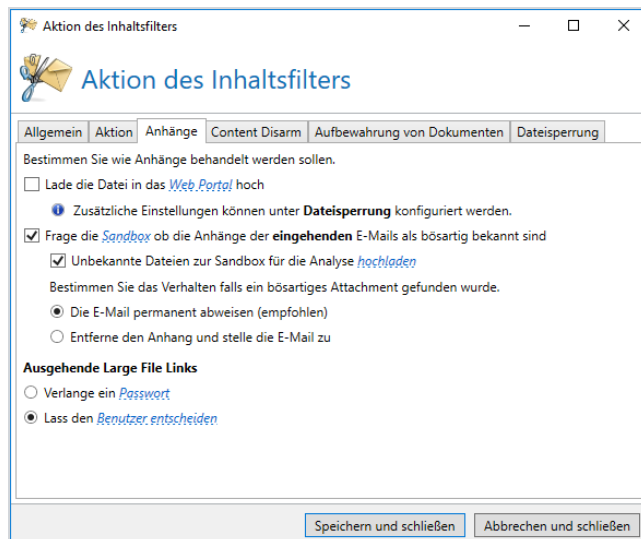 Aktion des Inhaltsfilters
Aktion des Inhaltsfilters
Allgemein Aktion Anhänge Content Disarm Aufbewahrung von Dokumenten Dateisperrung
Bestimmen Sie wie Anhänge behandelt werden sollen.
Lade die Datei in das Web Portal hoch
Zusätzliche Einstellungen können unter Dateisperrung konfiguriert werden.
Frage die Sandbox ob die Anhänge der eingehenden E-Mails als bösartig bekannt sind
Unbekannte Dateien zur Sandbox für die Analyse hochladen
Bestimmen Sie das Verhalten falls ein bösartiges Attachment gefunden wurde.
Die E-Mail permanent abweisen (empfohlen)
Entferne den Anhang und stelle die E-Mail zu
Ausgehende Large File Links
Verlange ein Passwort
Lass den Benutzer entscheiden
Speichern und schließen Abbrechen und schließen